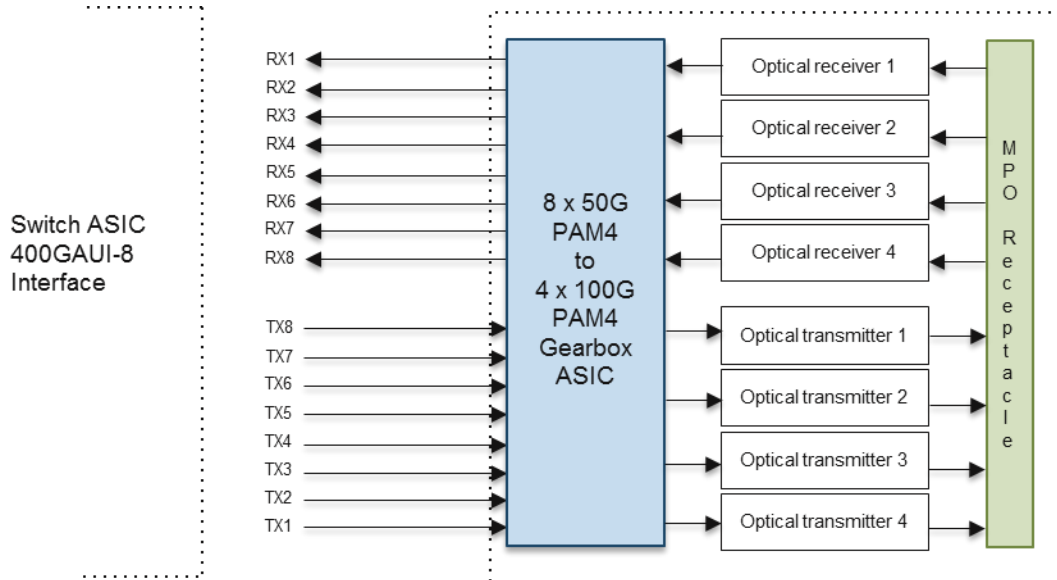 Switch ASIC
400GAUI-8
Interface
RX1
RX2
RX3
RX4
RX5
RX6
RX7
RX8
TX8
TX7
TX6
TX5
TX4
TX3
TX2
TX1
8 x 50G
PAM4
to
4 x 100G
PAM4
Gearbox
ASIC
Optical receiver 1
Optical receiver 2
Optical receiver 3
Optical receiver 4
Optical transmitter 1
Optical transmitter 2
Optical transmitter 3
Optical transmitter 4
MPO Receptacle